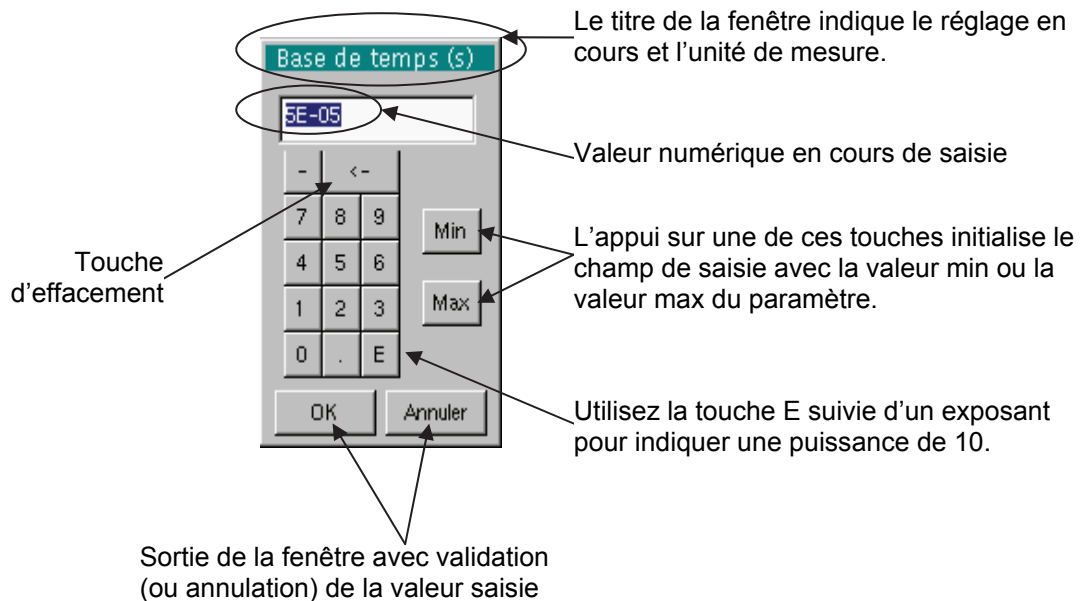 Le titre de la fenêtre indique le réglage en
cours et l’unité de mesure.
Base de temps (s)
5E-05
Valeur numérique en cours de saisie
- <-
7 8 9
Min
L’appui sur une de ces touches initialise le
champ de saisie avec la valeur min ou la
valeur max du paramètre.
Touche
d’effacement
4 5 6
1 2 3
Max
0 . E
OK Annuler
Utilisez la touche E suivie d’un exposant
pour indiquer une puissance de 10.
Sortie de la fenêtre avec validation
(ou annulation) de la valeur saisie